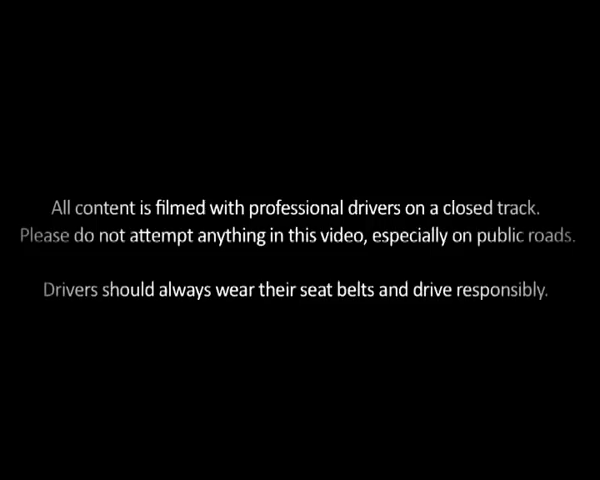 All content is filmed with professional drivers on a closed track.
Please do not attempt anything in this video, especially on public roads.
Drivers should always wear their seat belts and drive responsibly.